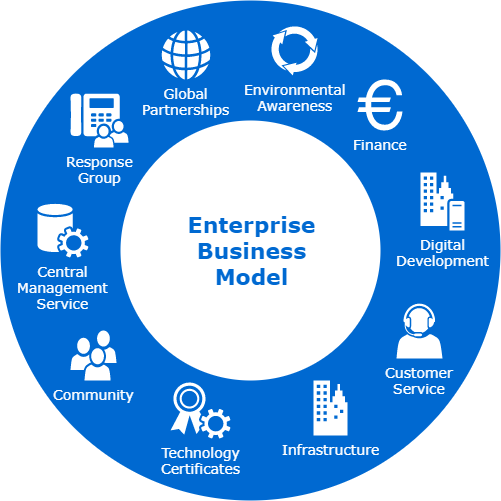 Global
Partnerships
Environmental
Awareness
Finance
Digital
Development
Customer
Service
Infrastructure
Technology
Certificates
Community
Central
Management
Service
Response
Group
Enterprise
Business
Model